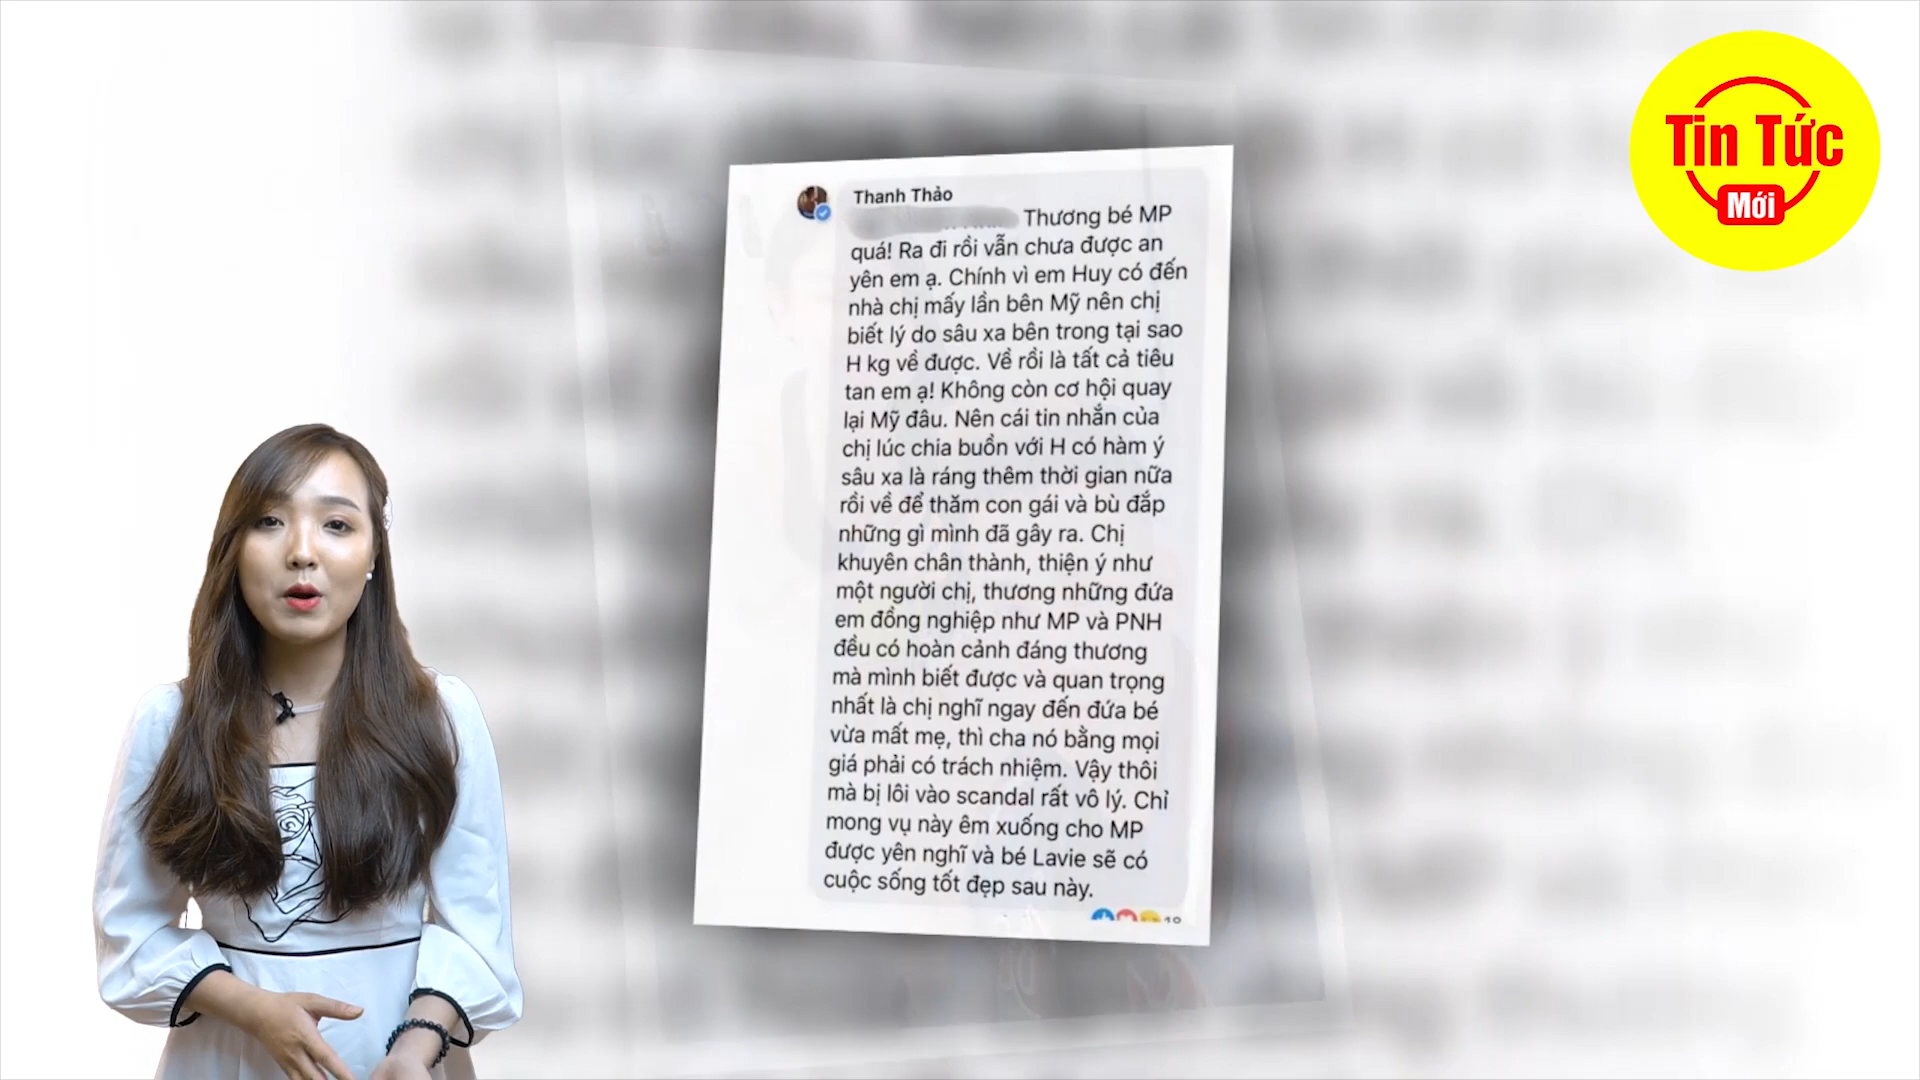 Tin Tức
Mới
Thanh Thảo
Thương bé MP
quá! Ra đi rồi vẫn chưa được an
yên em ạ. Chính vì em Huy có đến
nhà chị mấy lần bên Mỹ nên chị
biết lý do sâu xa bên trong tại sao
H kg về được. Về rồi là tất cả tiêu
tan em ạ! Không còn cơ hội quay
lại Mỹ đâu. Nên cái tin nhắn của
chị lúc chia buồn với H có hàm ý
sâu xa là ráng thêm thời gian nữa
rồi về để thăm con gái và bù đắp
những gì mình đã gây ra. Chị
khuyên chân thành, thiện ý như
một người chị, thương những đứa
em đồng nghiệp như MP và PNH
đều có hoàn cảnh đáng thương
mà mình biết được và quan trọng
nhất là chị nghĩ ngay đến đứa bé
vừa mất mẹ, thì cha nó bằng mọi
giá phải có trách nhiệm. Vậy thôi
mà bị lôi vào scandal rất vô lý. Chỉ
mong vụ này êm xuống cho MP
được yên nghĩ và bé Lavie sẽ có
cuộc sống tốt đẹp sau này.